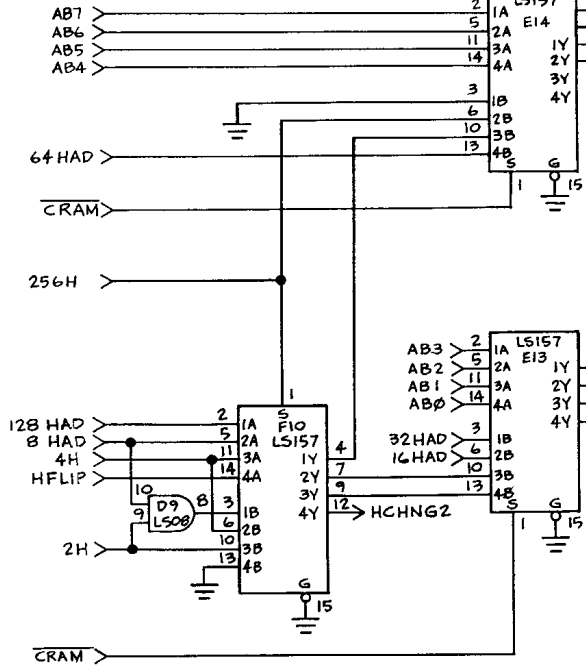 LS157
E14
AB7 2 1A
AB6 5 2A 1Y
AB5 11 3A 2Y
AB4 14 4A 3Y
4Y
3 1B
6 2B
10 3B
64 HAD 13 4B
S G
1 15
CRAM
256H
1
LS157
E13
AB3 2 1A 1Y
AB2 5 2A 2Y
AB1 11 3A 3Y
ABØ 14 4A 4Y
32HAD 3 1B
16HAD 6 2B
10 3B
13 4B
S G
1 15
S
F10
LS157
128 HAD 2 1A
8 HAD 5 2A
4H 11 3A 1Y 4
HFLIP 14 4A 2Y 7
3Y 9
4Y 12 HCHNG2
10
9 D9 8
LS08
3 1B
6 2B
2H 10 3B
13 4B
G
15
CRAM